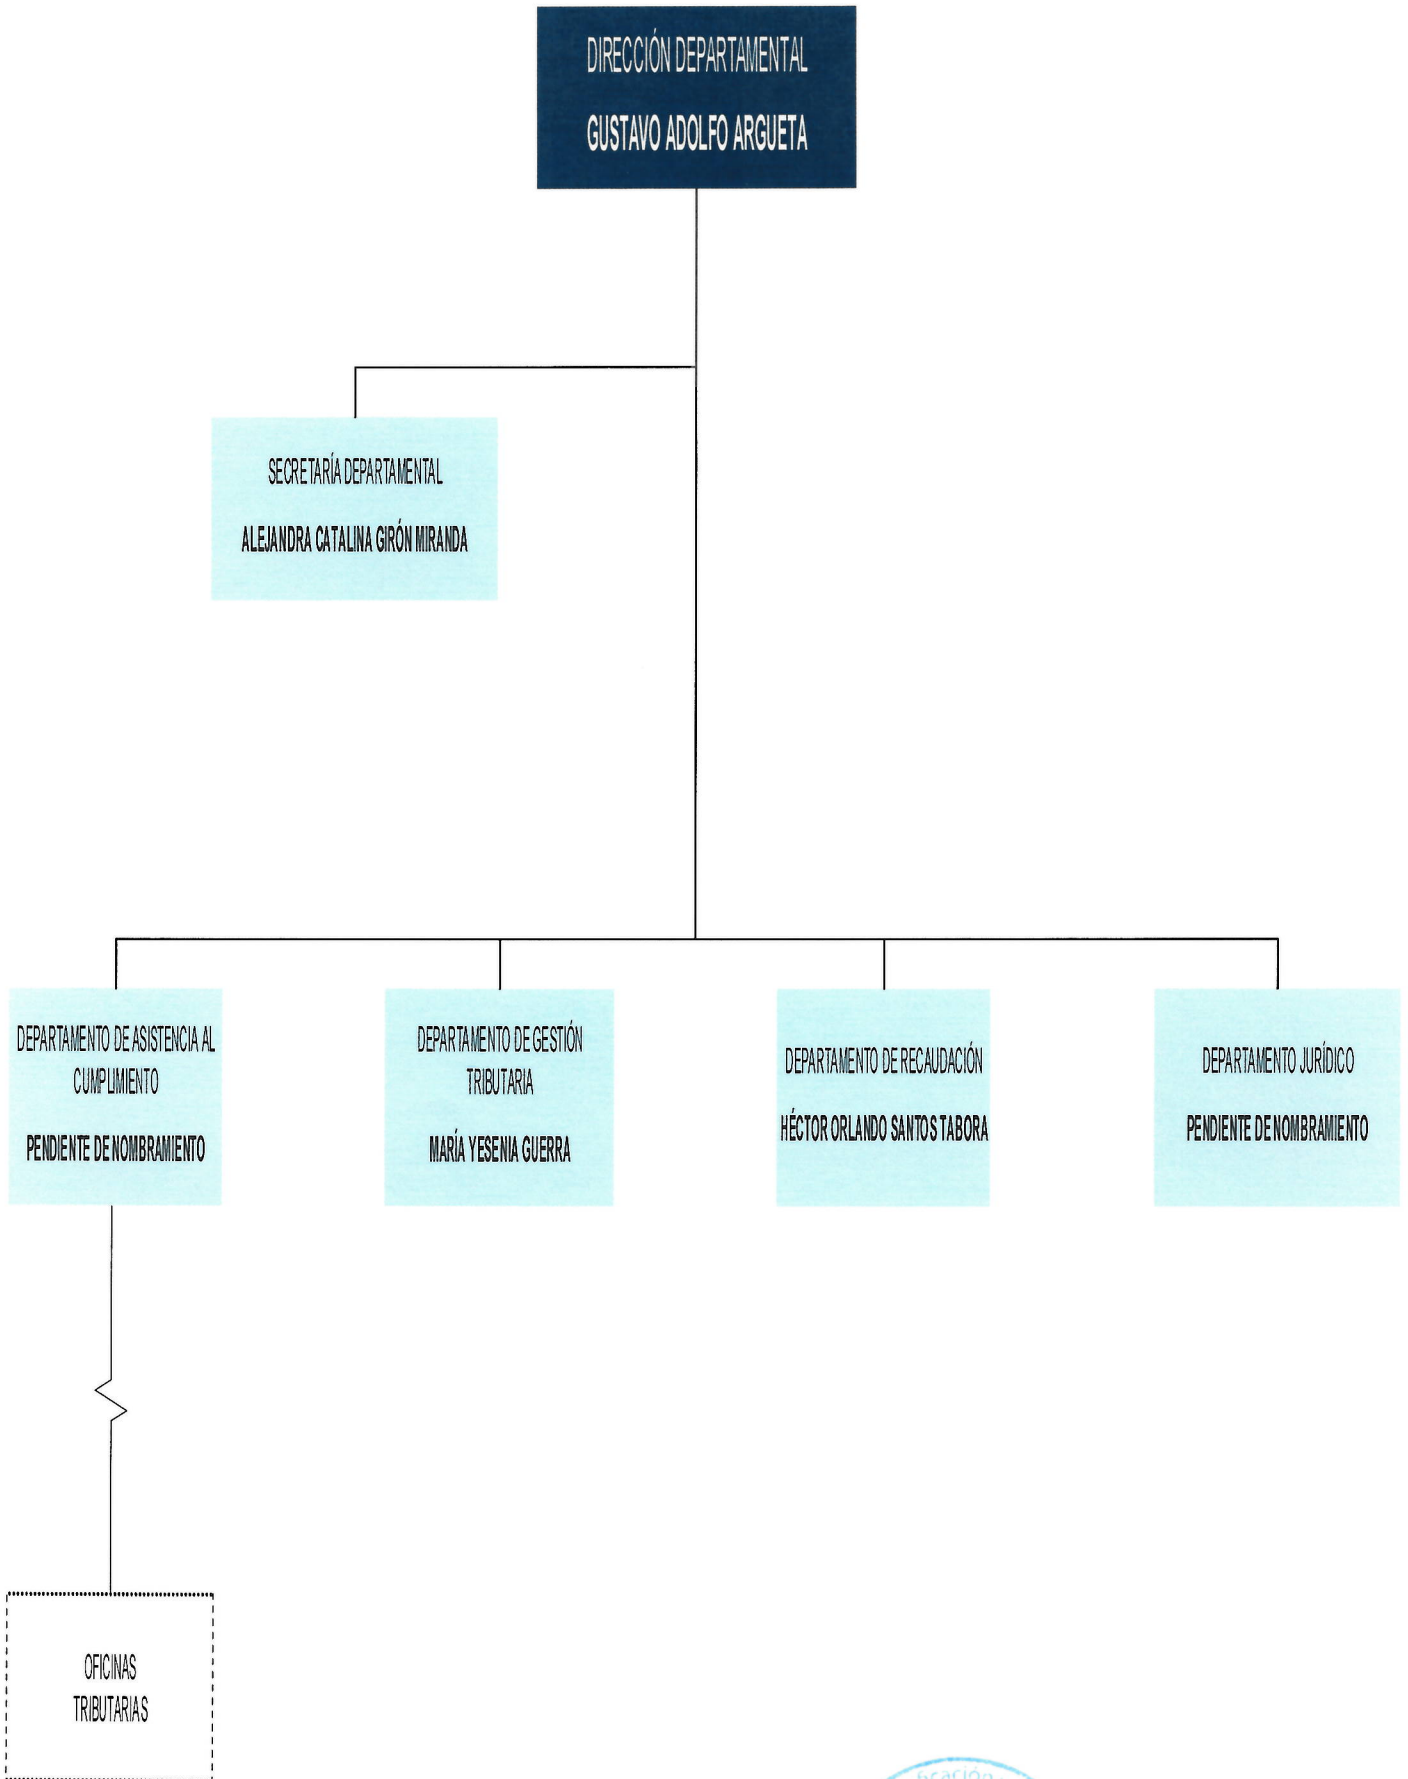 DIRECCIÓN DEPARTAMENTAL
GUSTAVO ADOLFO ARGUETA
SECRETARÍA DEPARTAMENTAL
ALEJANDRA CATALINA GIRÓN MIRANDA
DEPARTAMENTO DE ASISTENCIA AL
CUMPLIMIENTO
PENDIENTE DE NOMBRAMIENTO
DEPARTAMENTO DE GESTIÓN
TRIBUTARIA
MARÍA YESENIA GUERRA
DEPARTAMENTO DE RECAUDACIÓN
HÉCTOR ORLANDO SANTOS TABORA
DEPARTAMENTO JURÍDICO
PENDIENTE DE NOMBRAMIENTO
OFICINAS
TRIBUTARIAS